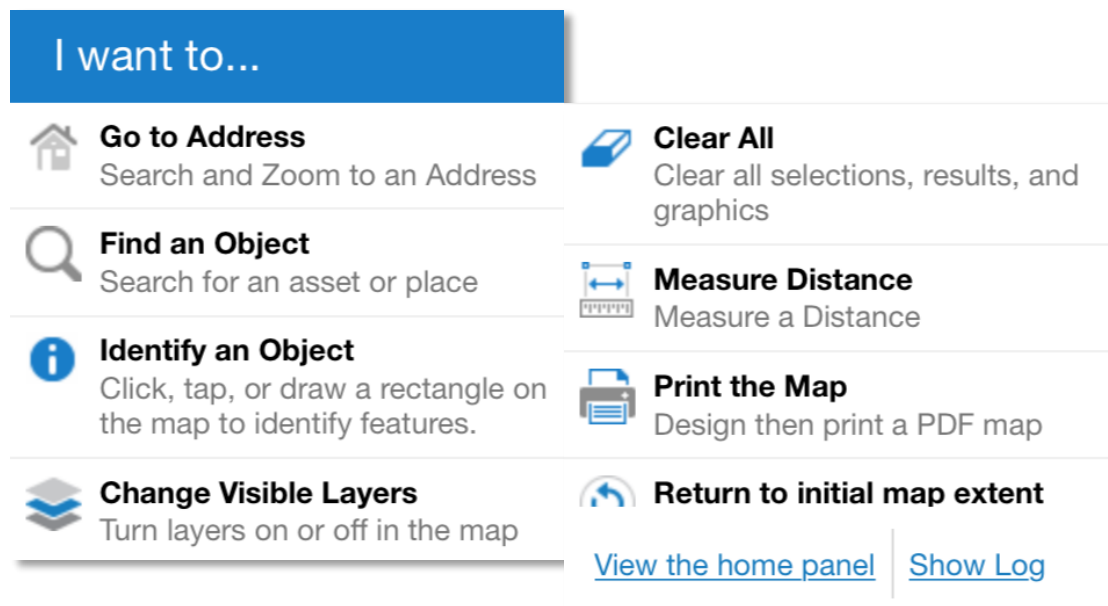 I want to...
Go to Address
Search and Zoom to an Address
Find an Object
Search for an asset or place
Identify an Object
Click, tap, or draw a rectangle on
the map to identify features.
Change Visible Layers
Turn layers on or off in the map
Clear All
Clear all selections, results, and
graphics
Measure Distance
Measure a Distance
Print the Map
Design then print a PDF map
Return to initial map extent
View the home panel
Show Log